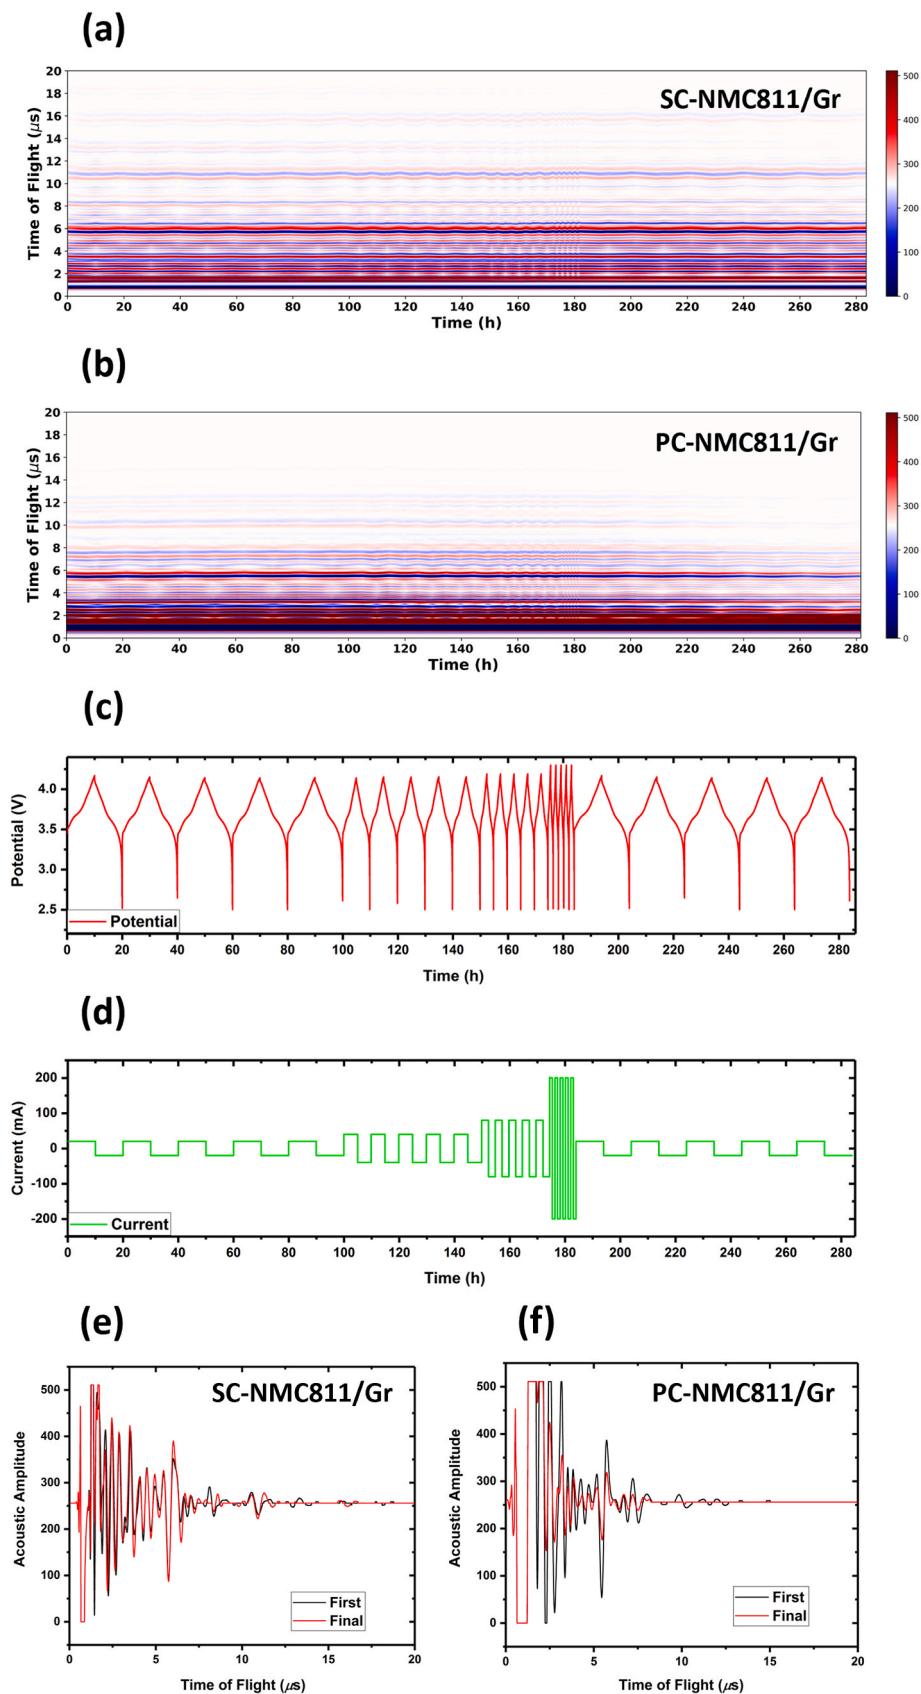 (a)
SC-NMC811/Gr
Time of Flight (μs)
20
18
16
14
12
10
8
6
4
2
0
0 20 40 60 80 100 120 140 160 180 200 220 240 260 280
Time (h)
500
400
300
200
100
0
(b)
PC-NMC811/Gr
Time of Flight (μs)
20
18
16
14
12
10
8
6
4
2
0
0 20 40 60 80 100 120 140 160 180 200 220 240 260 280
Time (h)
500
400
300
200
100
0
(c)
Potential (V)
4.0
3.5
3.0
2.5
Potential
0 20 40 60 80 100 120 140 160 180 200 220 240 260 280
Time (h)
(d)
Current (mA)
200
100
0
-100
-200
Current
0 20 40 60 80 100 120 140 160 180 200 220 240 260 280
Time (h)
(e)
SC-NMC811/Gr
Acoustic Amplitude
500
400
300
200
100
0
First
Final
0 5 10 15 20
Time of Flight (μs)
(f)
PC-NMC811/Gr
Acoustic Amplitude
500
400
300
200
100
0
First
Final
0 5 10 15 20
Time of Flight (μs)